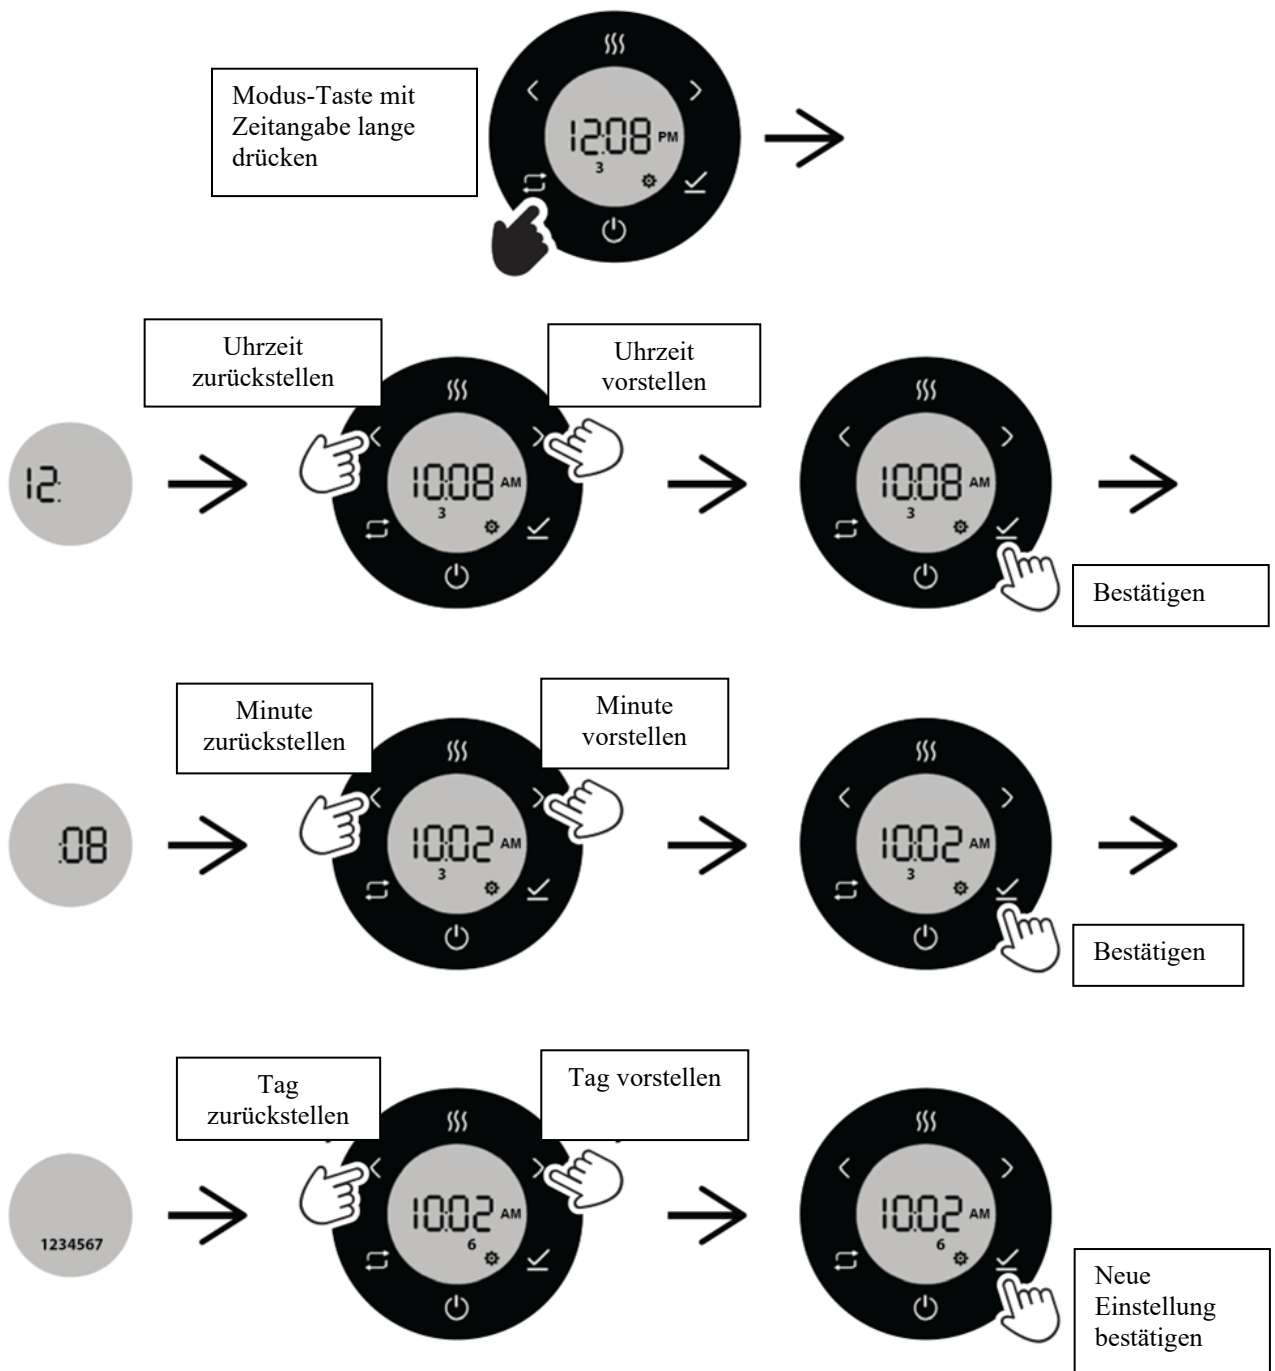 Modus-Taste mit
Zeitangabe lange
drücken
12:08 PM
3
Uhrzeit
zurückstellen
Uhrzeit
vorstellen
12:
10:08 AM
3
10:08 AM
3
Bestätigen
Minute
zurückstellen
Minute
vorstellen
:08
10:02 AM
3
10:02 AM
3
Bestätigen
Tag
zurückstellen
Tag vorstellen
1234567
10:02 AM
6
10:02 AM
6
Neue
Einstellung
bestätigen